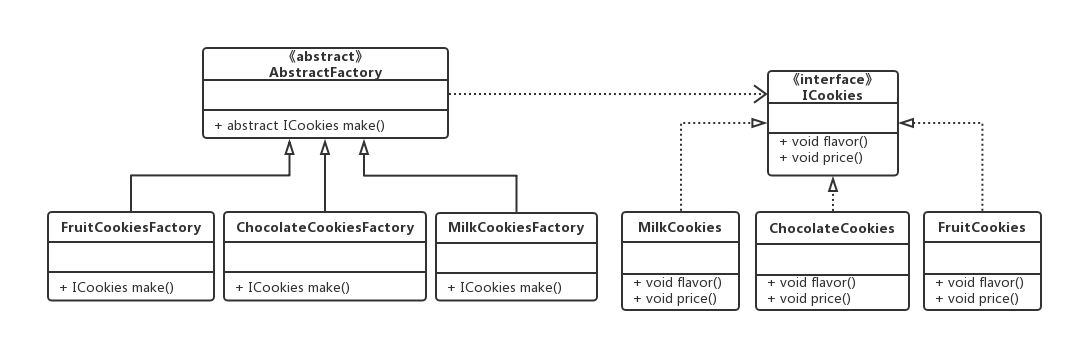 《abstract》
AbstractFactory
+ abstract ICookies make()
《interface》
ICookies
+ void flavor()
+ void price()
FruitCookiesFactory
+ ICookies make()
ChocolateCookiesFactory
+ ICookies make()
MilkCookiesFactory
+ ICookies make()
MilkCookies
+ void flavor()
+ void price()
ChocolateCookies
+ void flavor()
+ void price()
FruitCookies
+ void flavor()
+ void price()